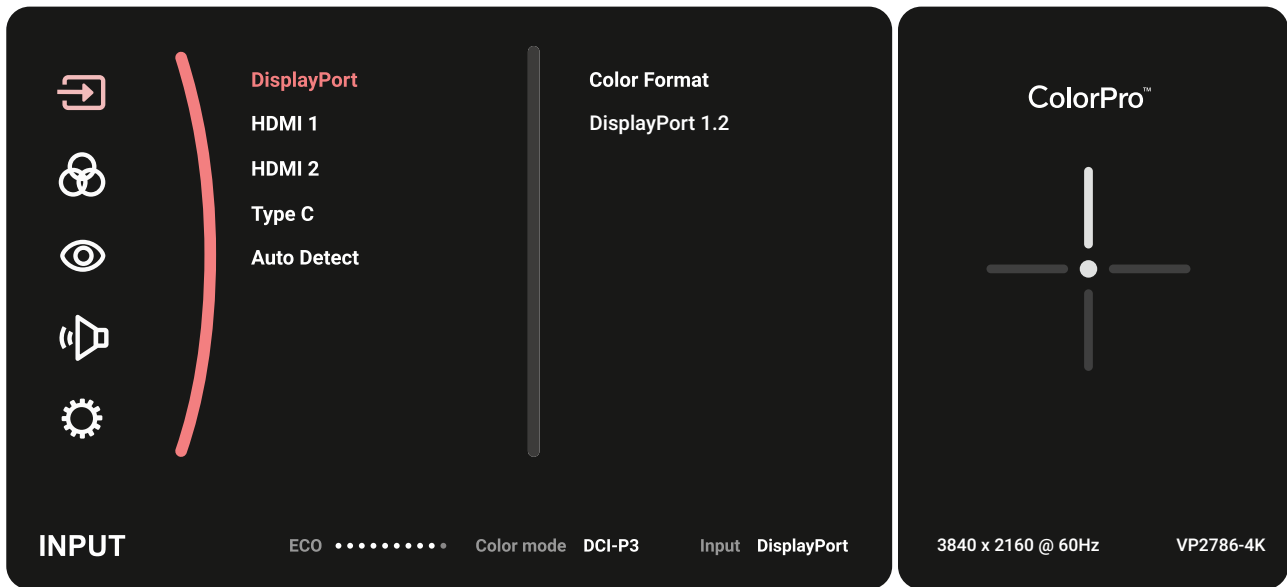 DisplayPort
HDMI 1
HDMI 2
Type C
Auto Detect
Color Format
DisplayPort 1.2
INPUT
ECO
Color mode DCI-P3
Input DisplayPort
ColorPro™
3840 x 2160 @ 60Hz
VP2786-4K